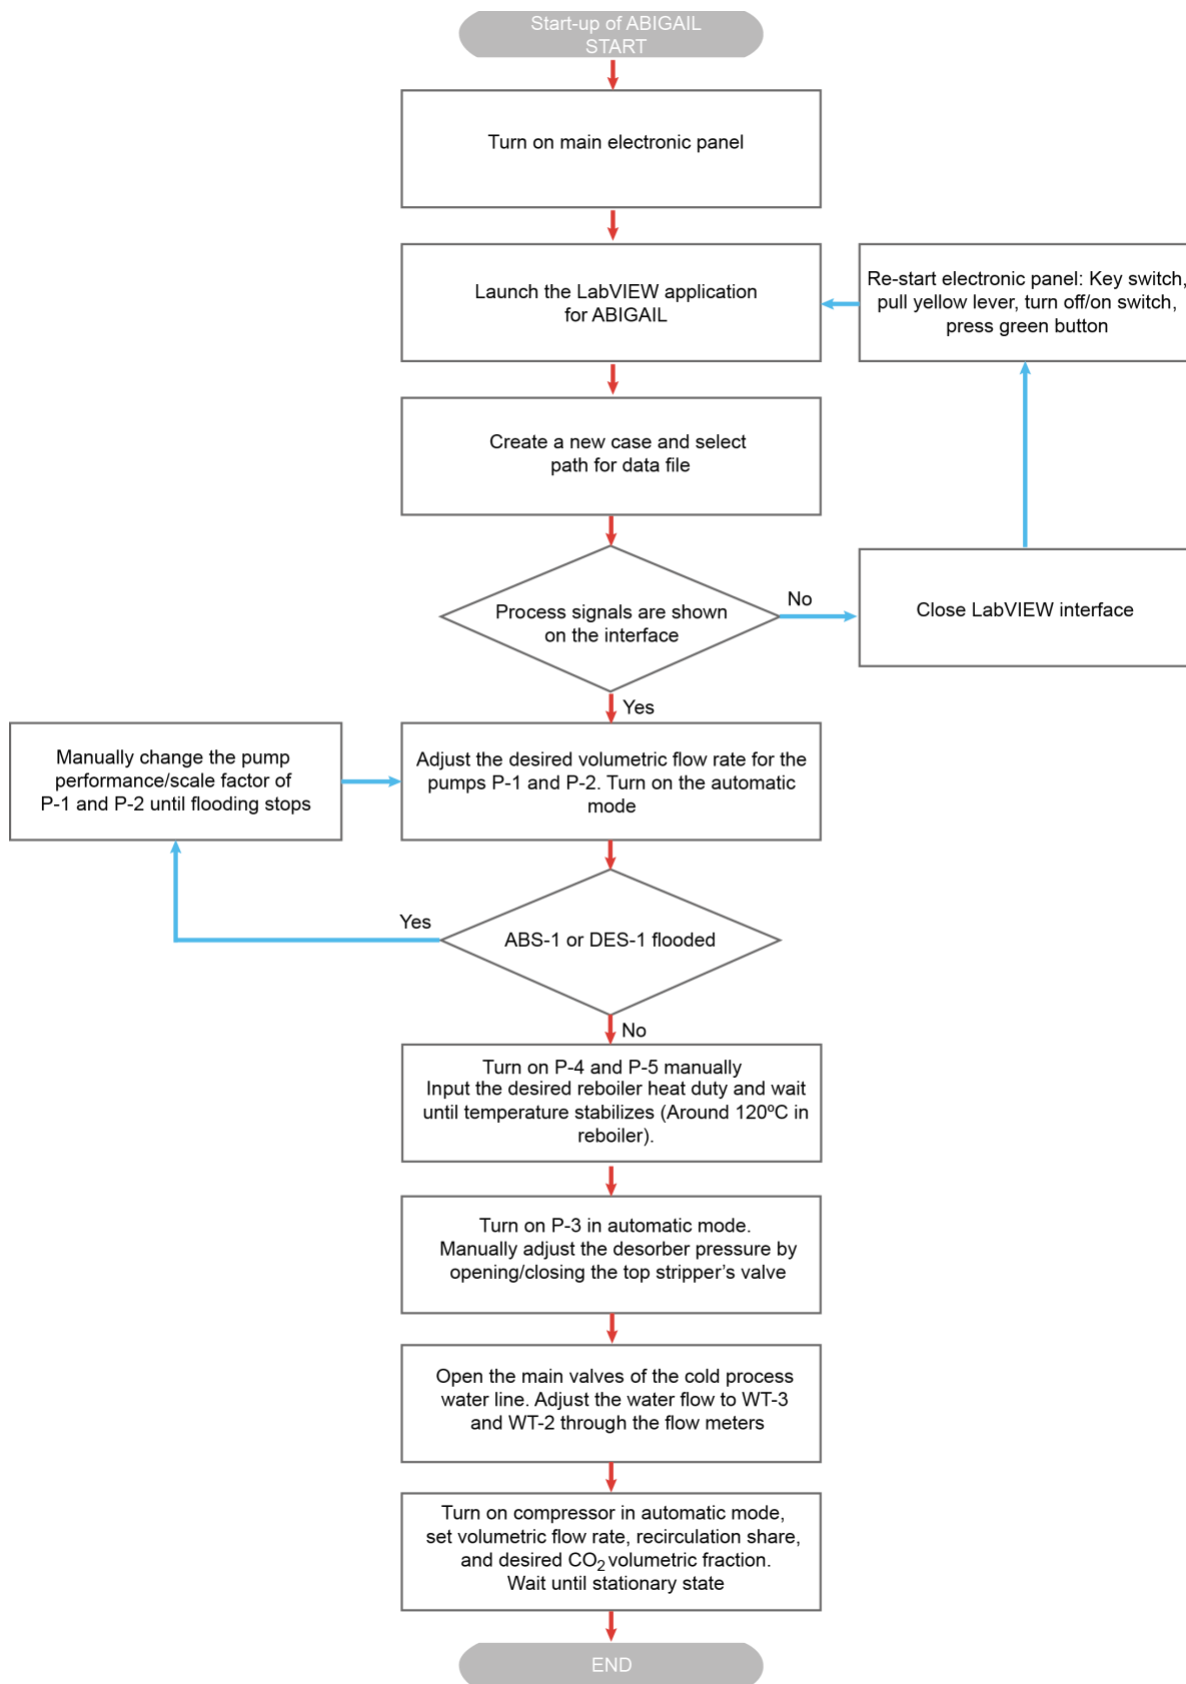 Start-up of ABIGAIL
START
Turn on main electronic panel
Launch the LabVIEW application
for ABIGAIL
Re-start electronic panel: Key switch,
pull yellow lever, turn off/on switch,
press green button
Create a new case and select
path for data file
Process signals are shown
on the interface
No
Close LabVIEW interface
Yes
Manually change the pump
performance/scale factor of
P-1 and P-2 until flooding stops
Adjust the desired volumetric flow rate for the
pumps P-1 and P-2. Turn on the automatic
mode
Yes
ABS-1 or DES-1 flooded
No
Turn on P-4 and P-5 manually
Input the desired reboiler heat duty and wait
until temperature stabilizes (Around 120ºC in
reboiler).
Turn on P-3 in automatic mode.
Manually adjust the desorber pressure by
opening/closing the top stripper’s valve
Open the main valves of the cold process
water line. Adjust the water flow to WT-3
and WT-2 through the flow meters
Turn on compressor in automatic mode,
set volumetric flow rate, recirculation share,
and desired CO₂ volumetric fraction.
Wait until stationary state
END